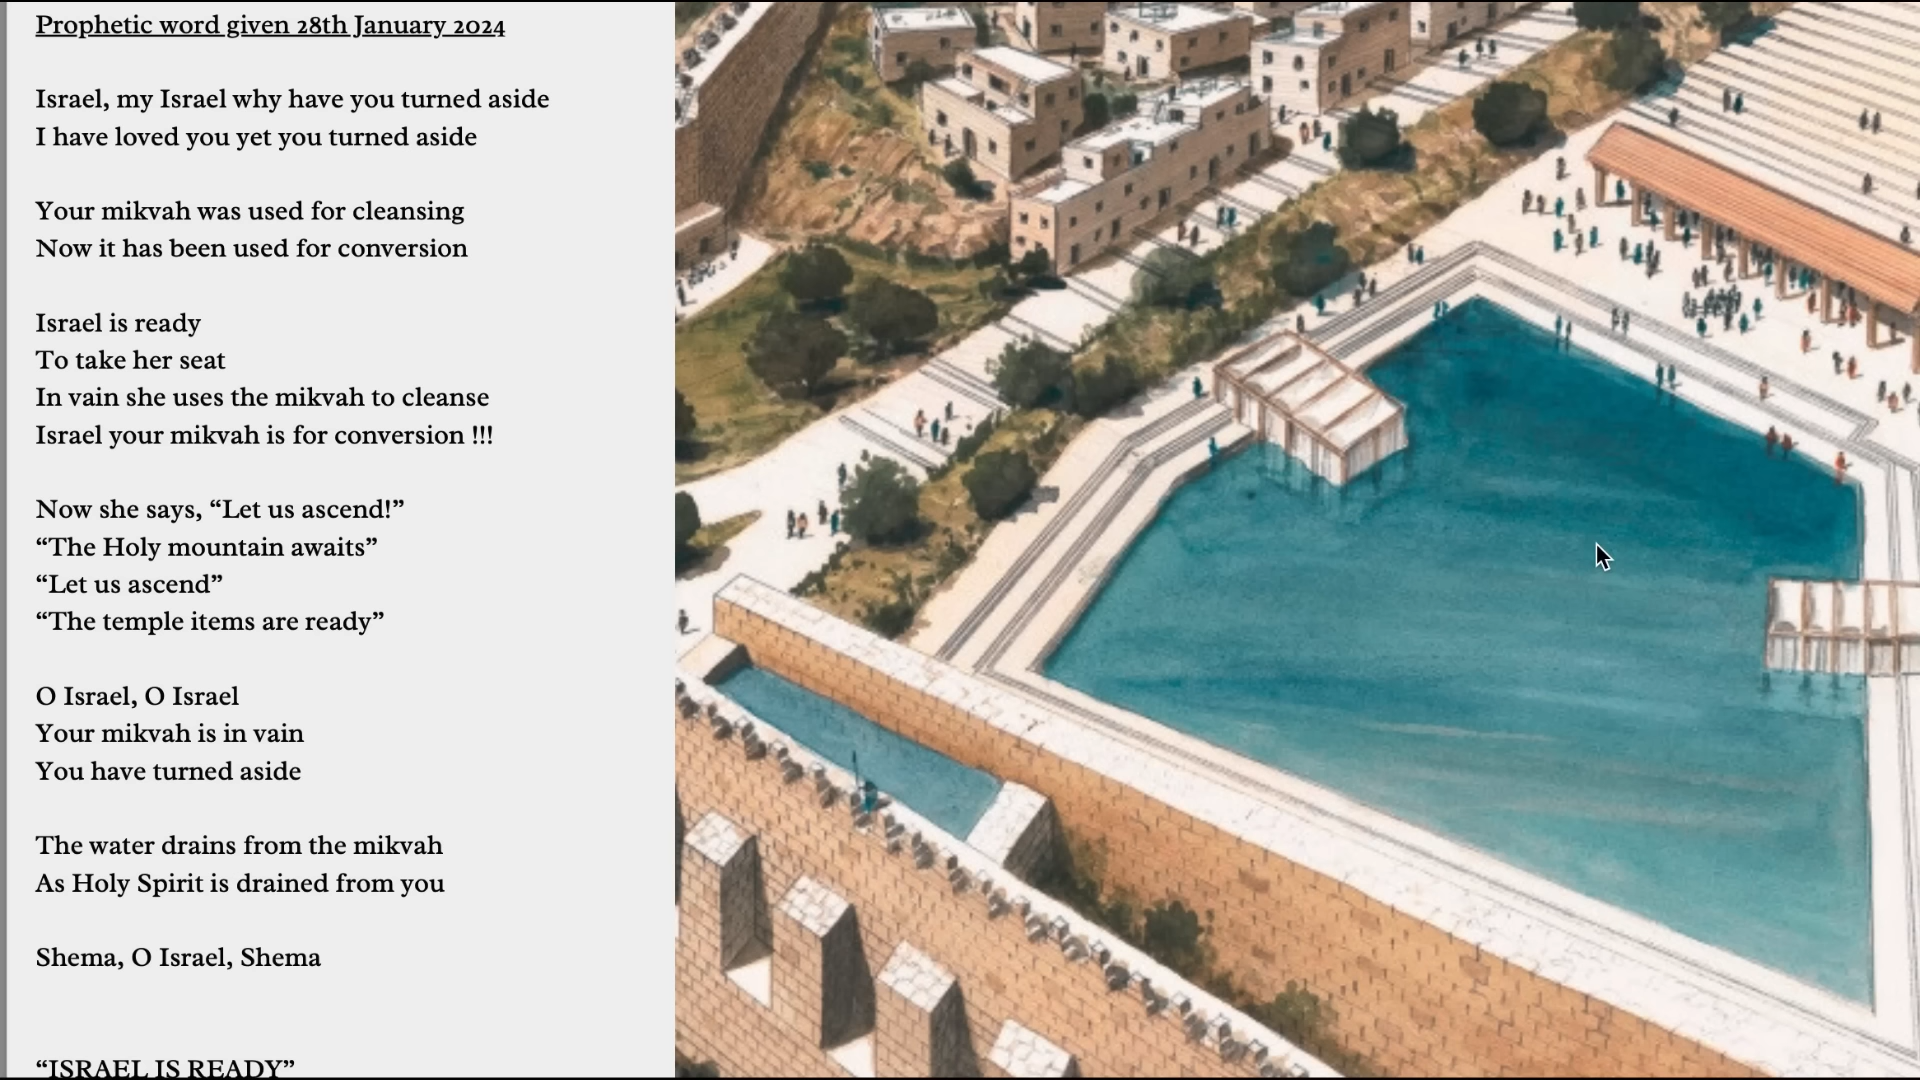 Prophetic word given 28th January 2024
Israel, my Israel why have you turned aside
I have loved you yet you turned aside
Your mikvah was used for cleansing
Now it has been used for conversion
Israel is ready
To take her seat
In vain she uses the mikvah to cleanse
Israel your mikvah is for conversion !!!
Now she says, “Let us ascend!”
“The Holy mountain awaits”
“Let us ascend”
“The temple items are ready”
O Israel, O Israel
Your mikvah is in vain
You have turned aside
The water drains from the mikvah
As Holy Spirit is drained from you
Shema, O Israel, Shema
“ISRAEL IS READY”